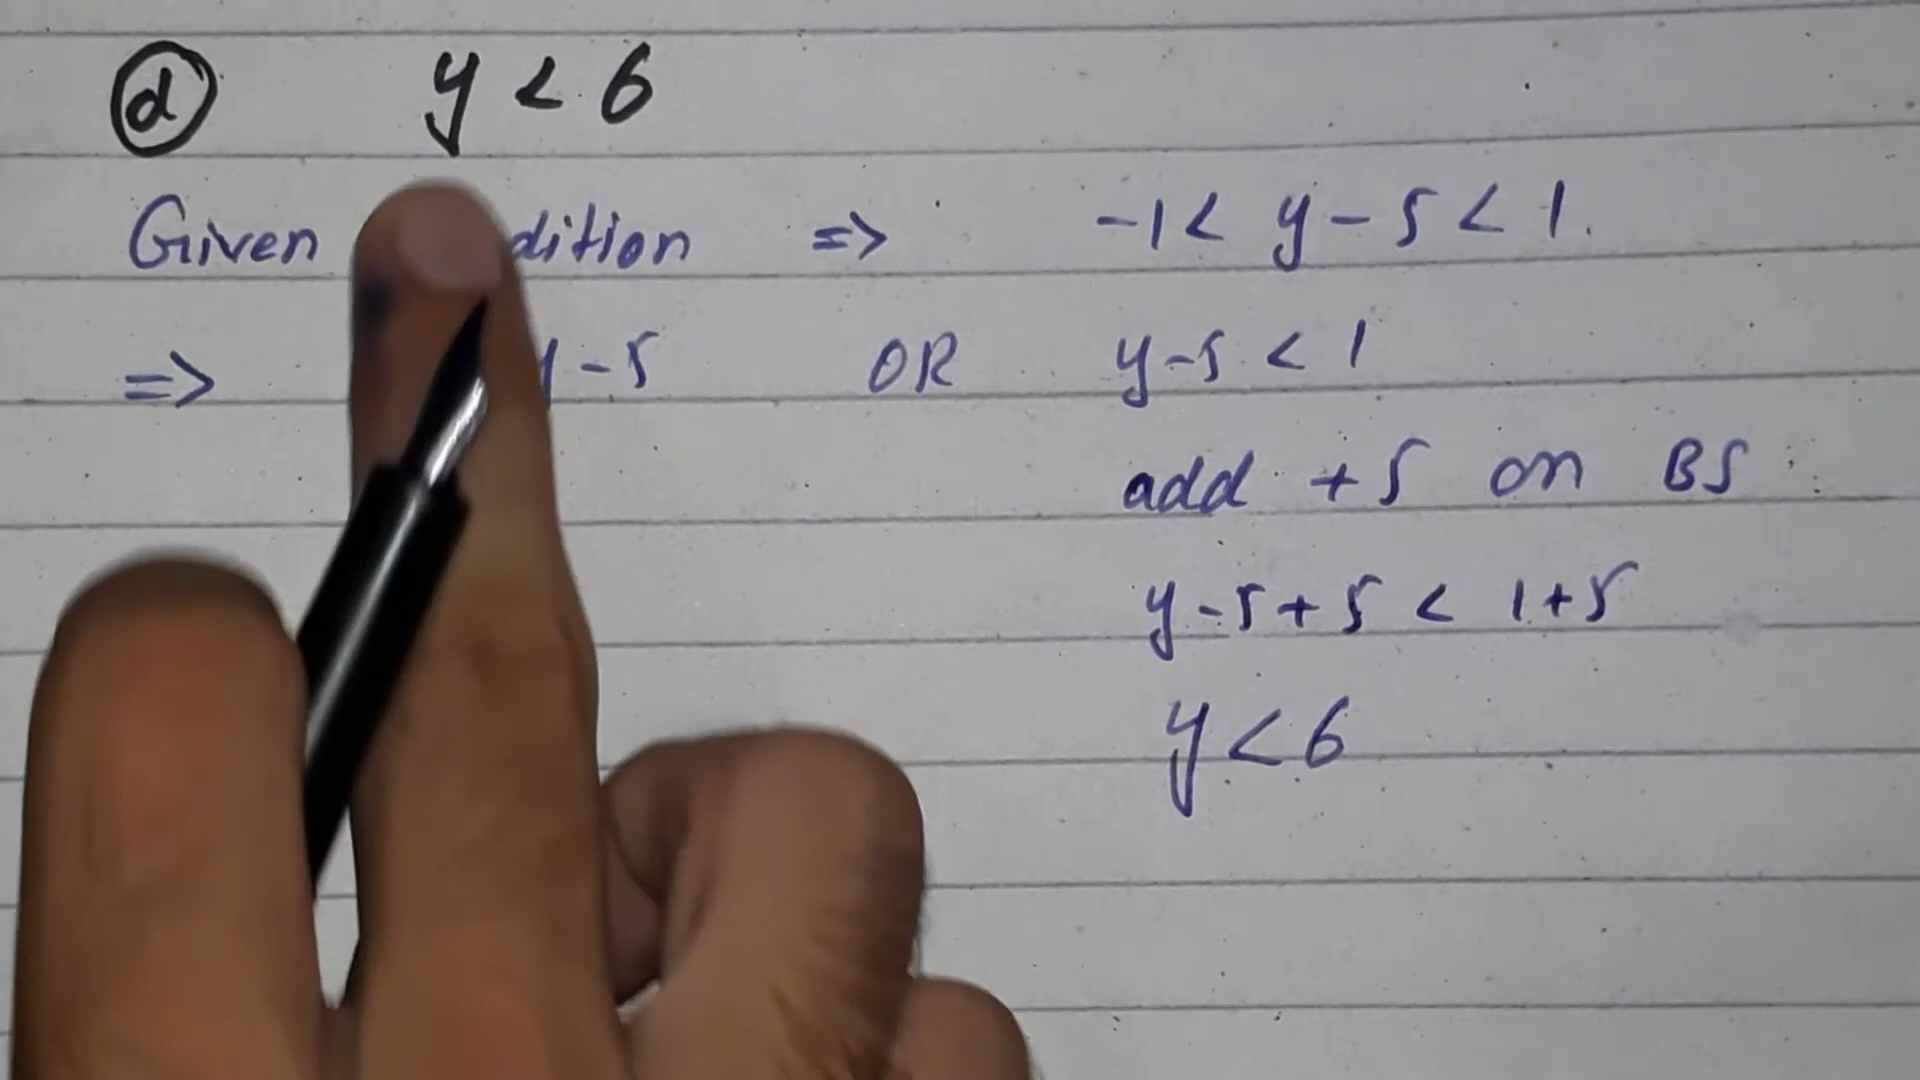 d y < 6
Given dition => -1 < y - 5 < 1.
=> y - 5 OR y - 5 < 1
add + 5 on BS
y - 5 + 5 < 1 + 5
y < 6